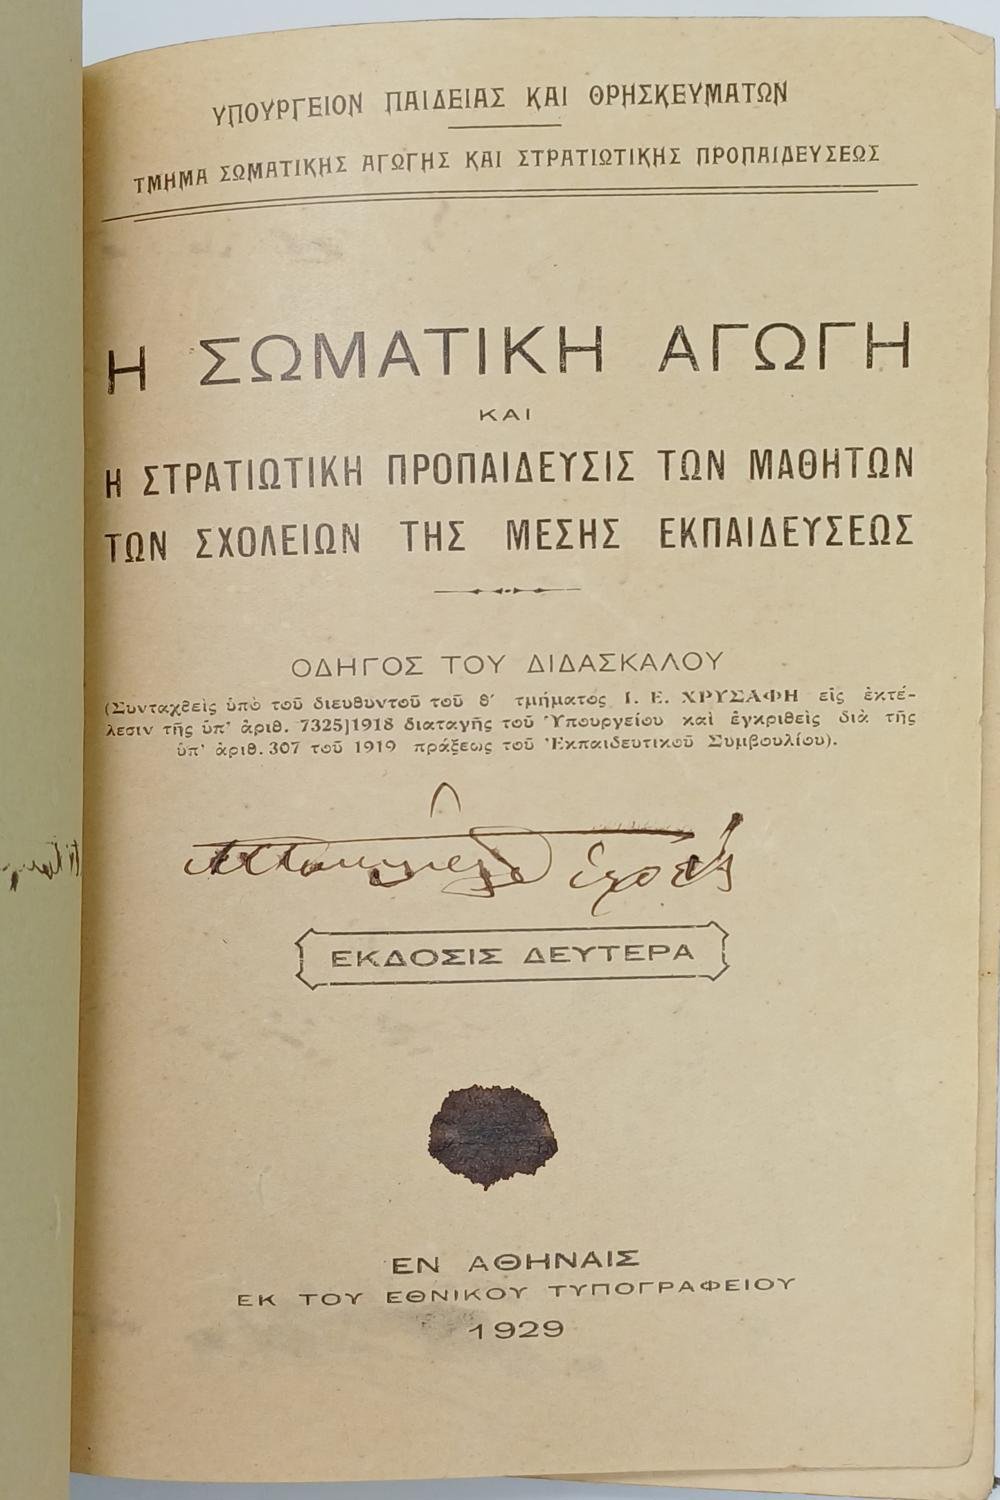 ΥΠΟΥΡΓΕΙΟΝ ΠΑΙΔΕΙΑΣ ΚΑΙ ΘΡΗΣΚΕΥΜΑΤΩΝ
ΤΜΗΜΑ ΣΩΜΑΤΙΚΗΣ ΑΓΩΓΗΣ ΚΑΙ ΣΤΡΑΤΙΩΤΙΚΗΣ ΠΡΟΠΑΙΔΕΥΣΕΩΣ
Η ΣΩΜΑΤΙΚΗ ΑΓΩΓΗ
ΚΑΙ
Η ΣΤΡΑΤΙΩΤΙΚΗ ΠΡΟΠΑΙΔΕΥΣΙΣ ΤΩΝ ΜΑΘΗΤΩΝ
ΤΩΝ ΣΧΟΛΕΙΩΝ ΤΗΣ ΜΕΣΗΣ ΕΚΠΑΙΔΕΥΣΕΩΣ
ΟΔΗΓΟΣ ΤΟΥ ΔΙΔΑΣΚΑΛΟΥ
(Συνταχθεὶς ὑπὸ τοῦ διευθυντοῦ τοῦ θ′ τμήματος Ι. Ε. ΧΡΥΣΑΦΗ εἰς ἐκτέ-
λεσιν τῆς ὑπ' ἀριθ. 7325]1918 διαταγῆς τοῦ Ὑπουργείου καὶ ἐγκριθεὶς διὰ τῆς
ὑπ' ἀριθ. 307 τοῦ 1919 πράξεως τοῦ Ἐκπαιδευτικοῦ Συμβουλίου).
ΕΚΔΟΣΙΣ ΔΕΥΤΕΡΑ
ΕΝ ΑΘΗΝΑΙΣ
ΕΚ ΤΟΥ ΕΘΝΙΚΟΥ ΤΥΠΟΓΡΑΦΕΙΟΥ
1929